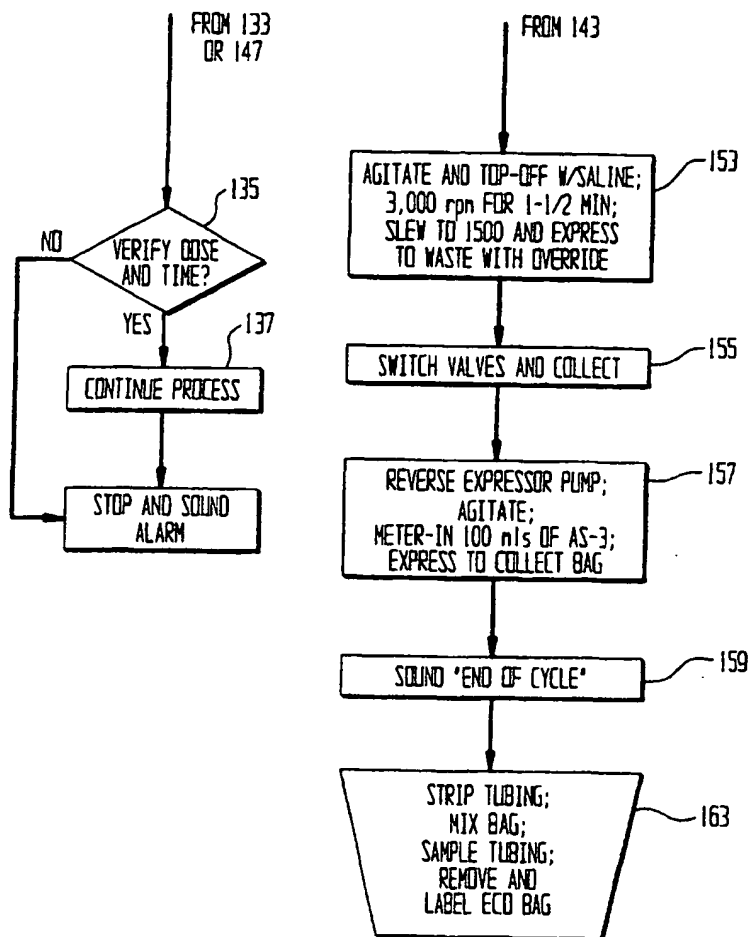 FROM 133
OR 147
135
NO
VERIFY DOSE
AND TIME?
YES
137
CONTINUE PROCESS
STOP AND SOUND
ALARM
FROM 143
153
AGITATE AND TOP-OFF W/SALINE;
3,000 rpn FOR 1-1/2 MIN;
SLEW TO 1500 AND EXPRESS
TO WASTE WITH OVERRIDE
155
SWITCH VALVES AND COLLECT
157
REVERSE EXPRESSOR PUMP;
AGITATE;
METER-IN 100 nls OF AS-3;
EXPRESS TO COLLECT BAG
159
SOUND "END OF CYCLE"
163
STRIP TUBING;
MIX BAG;
SAMPLE TUBING;
REMOVE AND
LABEL ECO BAG